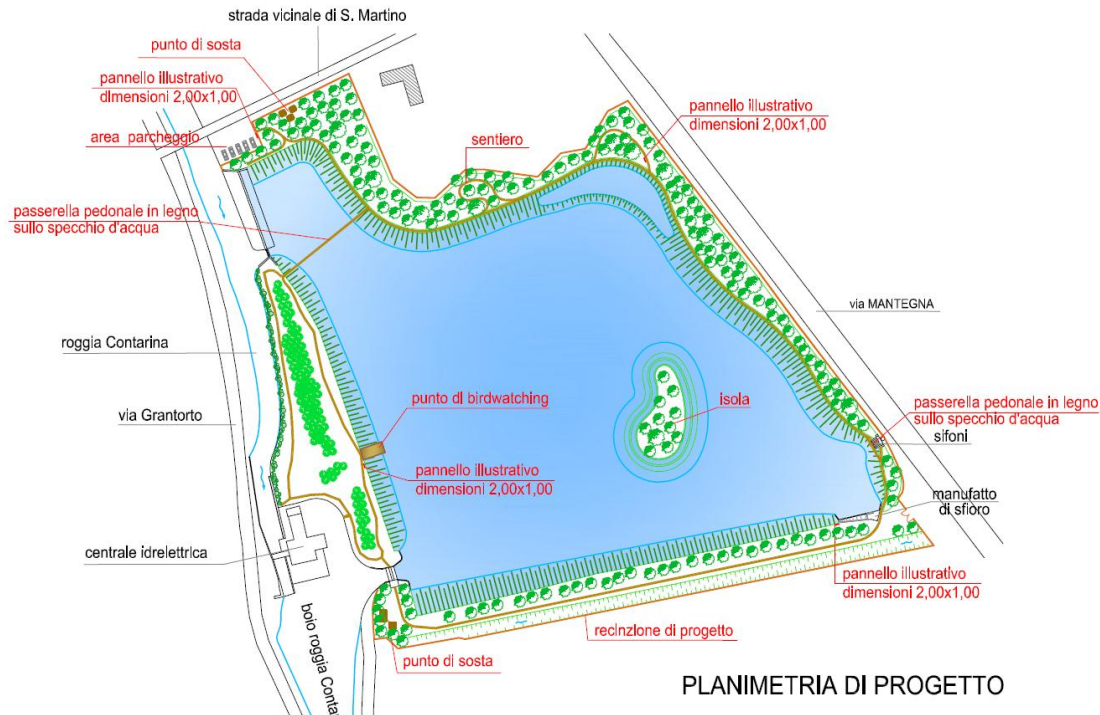 strada vicinale di S. Martino
punto di sosta
pannello illustrativo
dimensioni 2,00x1,00
area parcheggio
sentiero
pannello illustrativo
dimensioni 2,00x1,00
passerella pedonale in legno
sullo specchio d'acqua
via MANTEGNA
roggia Contarina
via Grantorto
punto di birdwatching
isola
passerella pedonale in legno
sullo specchio d'acqua
sifoni
pannello illustrativo
dimensioni 2,00x1,00
manufatto
di sfioro
centrale idrelettrica
pannello illustrativo
dimensioni 2,00x1,00
boio roggia Contar
recinzione di progetto
punto di sosta
PLANIMETRIA DI PROGETTO